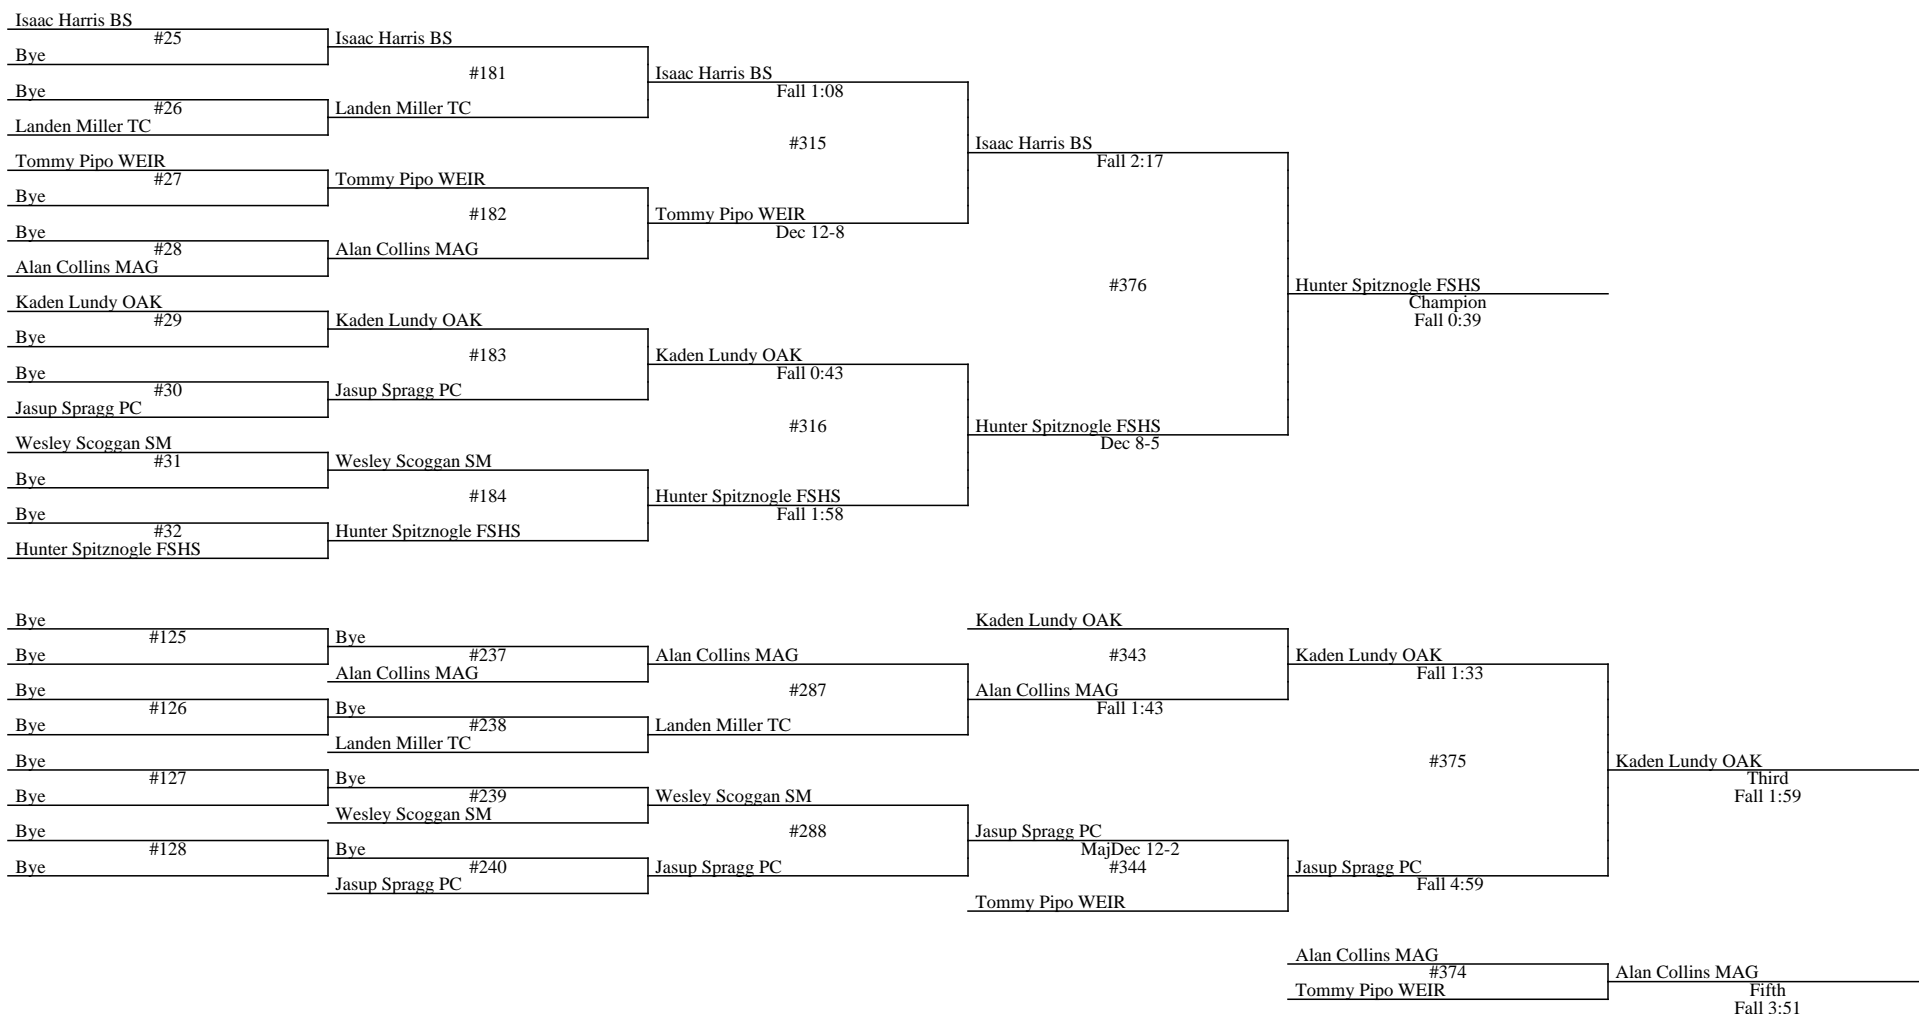 Isaac Harris BS
#25
Bye
Bye
#26
Landen Miller TC
Tommy Pipo WEIR
#27
Bye
Bye
#28
Alan Collins MAG
Kaden Lundy OAK
#29
Bye
Bye
#30
Jasup Spragg PC
Wesley Scoggan SM
#31
Bye
Bye
#32
Hunter Spitznogle FSHS
Isaac Harris BS
#181
Landen Miller TC
Tommy Pipo WEIR
#182
Alan Collins MAG
Kaden Lundy OAK
#183
Jasup Spragg PC
Wesley Scoggan SM
#184
Hunter Spitznogle FSHS
Isaac Harris BS
Fall 1:08
#315
Tommy Pipo WEIR
Dec 12-8
Kaden Lundy OAK
Fall 0:43
#316
Hunter Spitznogle FSHS
Fall 1:58
Isaac Harris BS
Fall 2:17
#376
Hunter Spitznogle FSHS
Dec 8-5
Hunter Spitznogle FSHS
Champion
Fall 0:39
Bye
#125
Bye
Bye
#126
Bye
Bye
#127
Bye
Bye
#128
Bye
Bye
#237
Alan Collins MAG
Bye
#238
Landen Miller TC
Bye
#239
Wesley Scoggan SM
Bye
#240
Jasup Spragg PC
Alan Collins MAG
#287
Landen Miller TC
Wesley Scoggan SM
#288
Jasup Spragg PC
Kaden Lundy OAK
#343
Alan Collins MAG
Fall 1:43
Jasup Spragg PC
MajDec 12-2
#344
Tommy Pipo WEIR
Kaden Lundy OAK
Fall 1:33
#375
Jasup Spragg PC
Fall 4:59
Kaden Lundy OAK
Third
Fall 1:59
Alan Collins MAG
#374
Tommy Pipo WEIR
Alan Collins MAG
Fifth
Fall 3:51